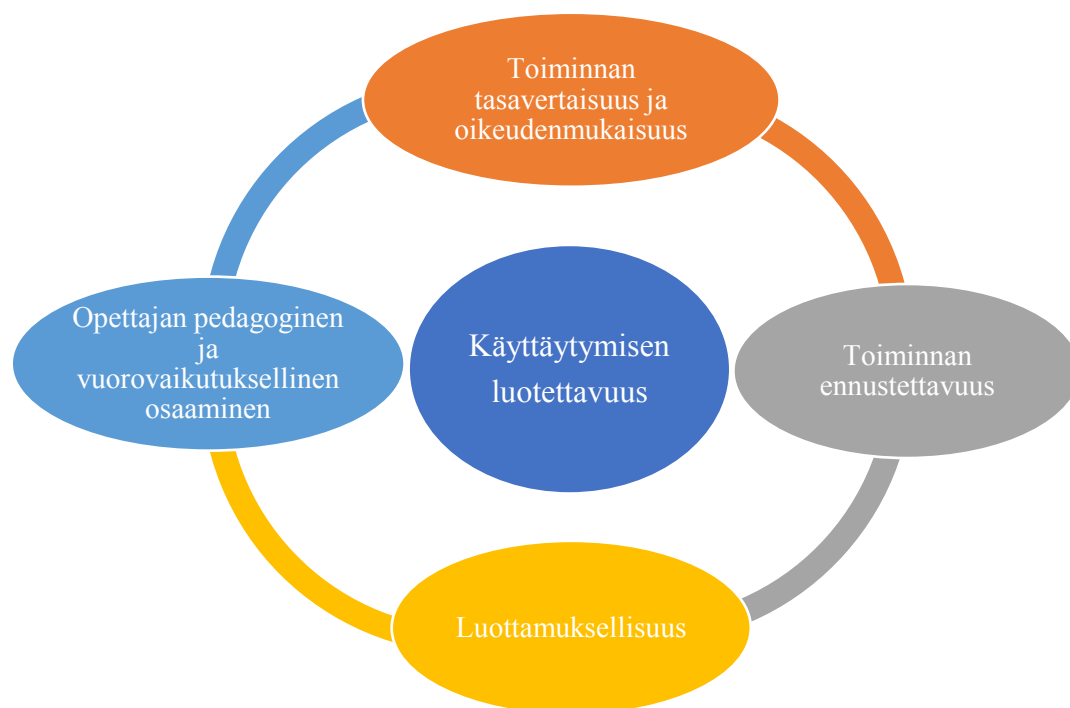 Toiminnan
tasavertaisuus ja
oikeudenmukaisuus
Opettajan pedagoginen
ja
vuorovaikutuksellinen
osaaminen
Käyttäytymisen
luotettavuus
Toiminnan
ennustettavuus
Luottamuksellisuus